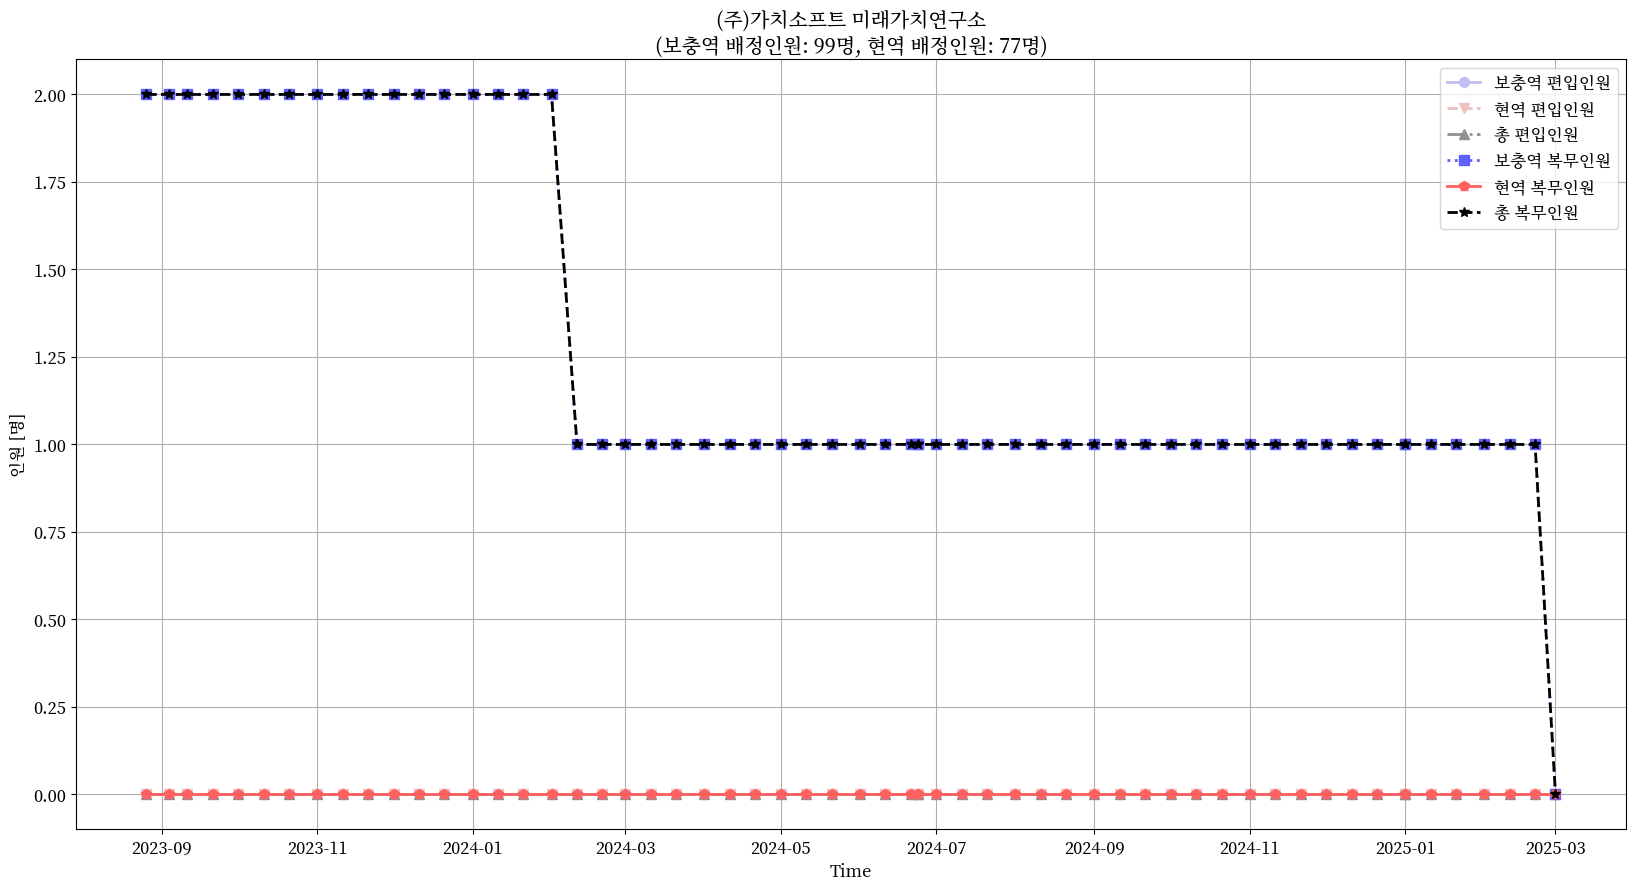 (주)가치소프트 미래가치연구소
(보충역 배정인원: 99명, 현역 배정인원: 77명)
보충역 편입인원
현역 편입인원
총 편입인원
보충역 복무인원
현역 복무인원
총 복무인원
인원 [명]
2.00
1.75
1.50
1.25
1.00
0.75
0.50
0.25
0.00
2023-09 2023-11 2024-01 2024-03 2024-05 2024-07 2024-09 2024-11 2025-01 2025-03
Time